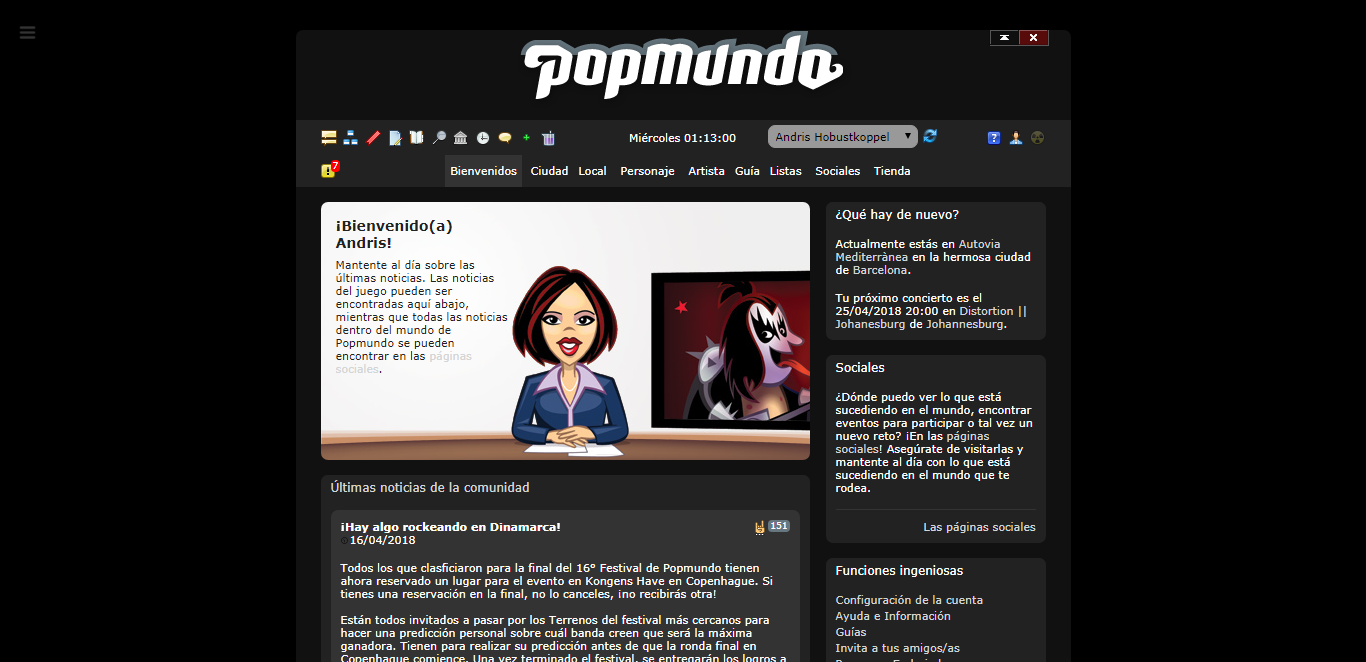 popmundo
Miércoles 01:13:00
Andris Hobustkoppel
7
Bienvenidos Ciudad Local Personaje Artista Guía Listas Sociales Tienda
¡Bienvenido(a)
Andris!
Mantente al día sobre las
últimas noticias. Las noticias
del juego pueden ser
encontradas aquí abajo,
mientras que todas las noticias
dentro del mundo de
Popmundo se pueden
encontrar en las páginas
sociales.
Últimas noticias de la comunidad
¡Hay algo rockeando en Dinamarca!
151
16/04/2018
Todos los que clasficiaron para la final del 16º Festival de Popmundo tienen
ahora reservado un lugar para el evento en Kongens Have en Copenhague. Si
tienes una reservación en la final, no lo canceles, ¡no recibirás otra!
Están todos invitados a pasar por los Terrenos del festival más cercanos para
hacer una predicción personal sobre cuál banda creen que será la máxima
ganadora. Tienen para realizar su predicción antes de que la ronda final en
Copenhague comience. Una vez terminado el festival, se entregarán los logros a
¿Qué hay de nuevo?
Actualmente estás en Autovia
Mediterrànea en la hermosa ciudad
de Barcelona.
Tu próximo concierto es el
25/04/2018 20:00 en Distortion ||
Johanesburg de Johannesburg.
Sociales
¿Dónde puedo ver lo que está
sucediendo en el mundo, encontrar
eventos para participar o tal vez un
nuevo reto? ¡En las páginas
sociales! Asegúrate de visitarlas y
mantente al día con lo que está
sucediendo en el mundo que te
rodea.
Las páginas sociales
Funciones ingeniosas
Configuración de la cuenta
Ayuda e Información
Guías
Invita a tus amigos/as